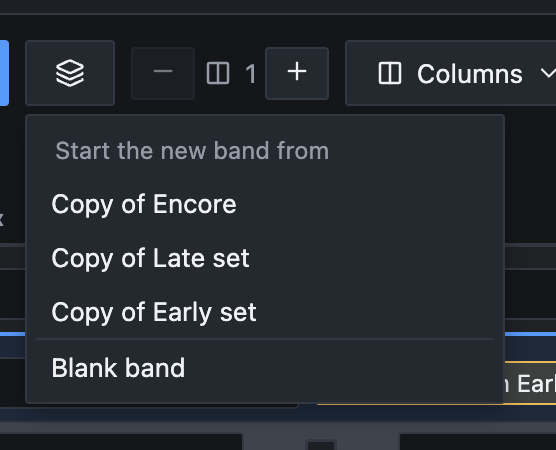 1
Columns
Start the new band from
Copy of Encore
Copy of Late set
Copy of Early set
Blank band